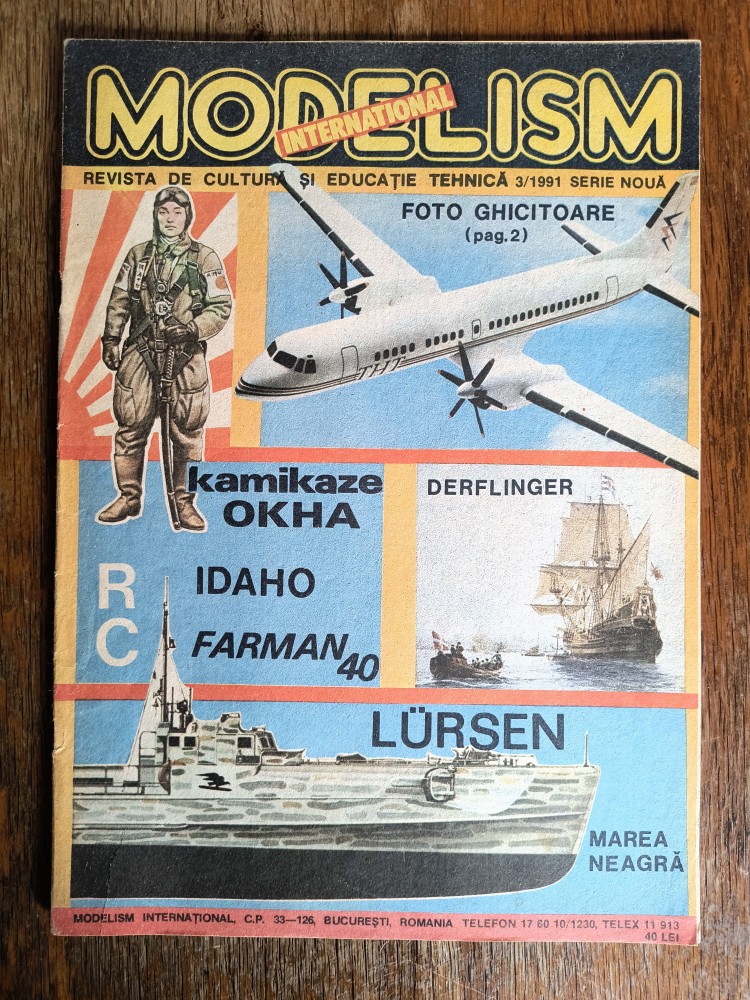 MODELISM
INTERNATIONAL
REVISTA DE CULTURĂ ȘI EDUCAȚIE TEHNICĂ 3/1991 SERIE NOUĂ
FOTO GHICITOARE
(pag.2)
THT
kamikaze
OKHA
DERFLINGER
RC
IDAHO
FARMAN 40
LÜRSEN
MAREA
NEAGRĂ
MODELISM INTERNAȚIONAL, C.P. 33—126, BUCUREȘTI, ROMANIA TELEFON 17 60 10/1230, TELEX 11 913
40 LEI